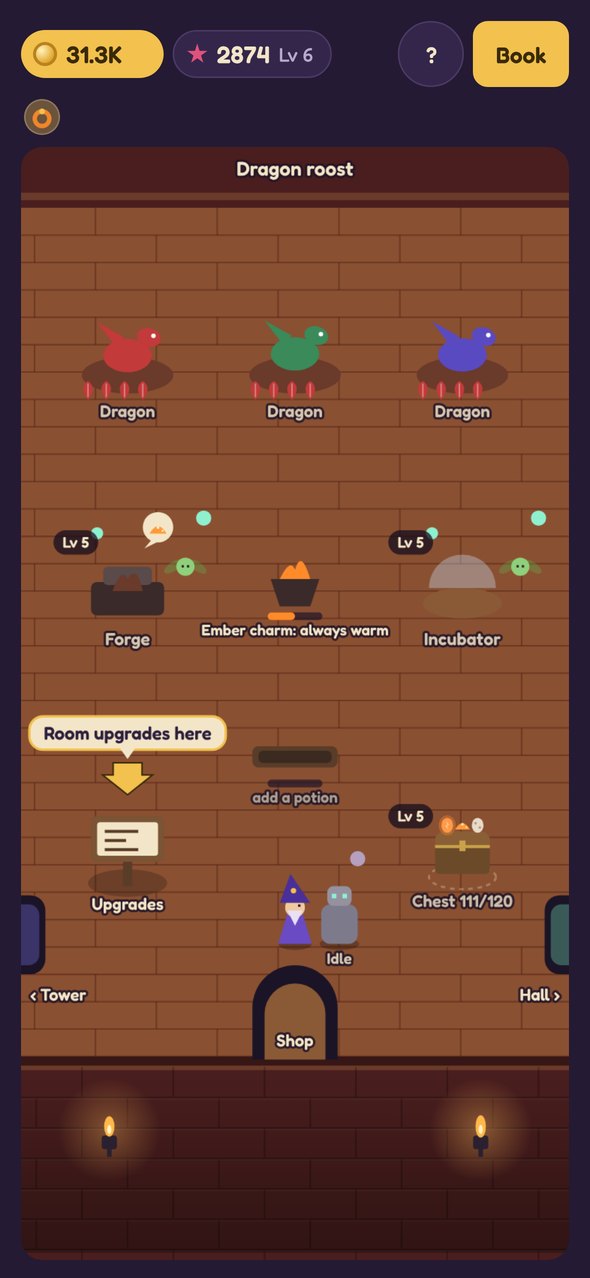 31.3K
2874 Lv 6
?
Book
Dragon roost
Dragon
Dragon
Dragon
Lv 5
Lv 5
Forge
Ember charm: always warm
Incubator
Room upgrades here
add a potion
Lv 5
Upgrades
Chest 111/120
Idle
‹ Tower
Hall ›
Shop